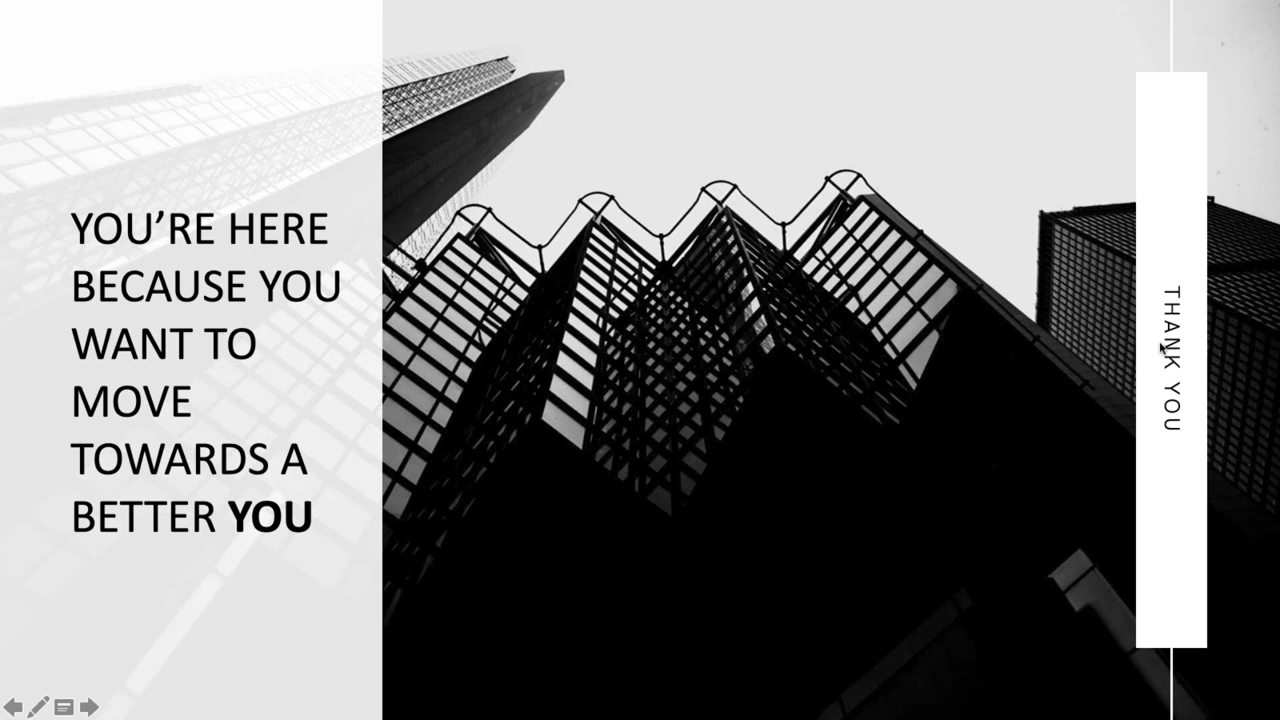 YOU’RE HERE
BECAUSE YOU
WANT TO
MOVE
TOWARDS A
BETTER YOU
THANK YOU